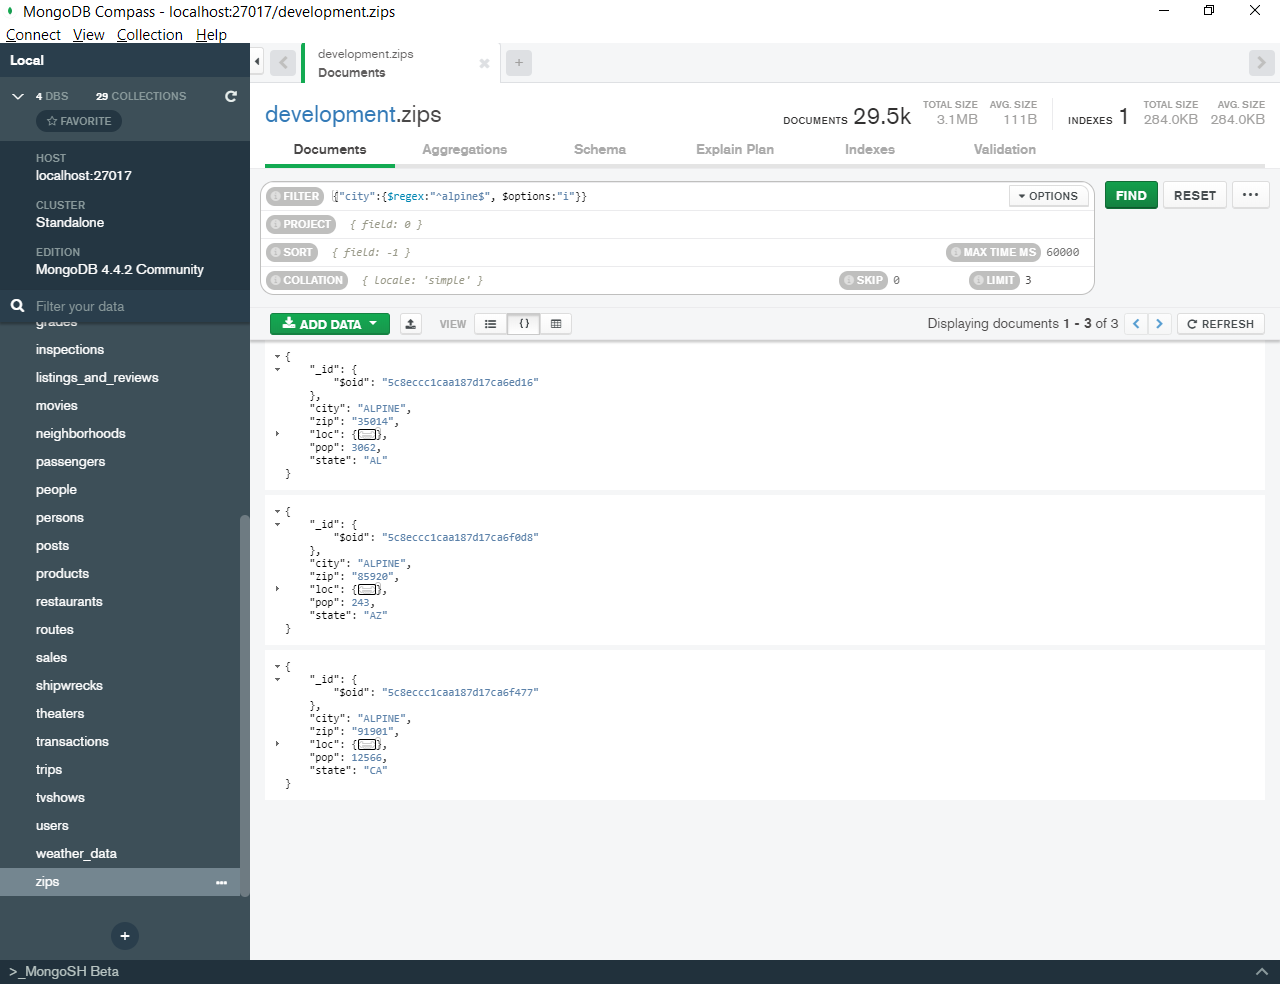 MongoDB Compass - localhost:27017/development.zips
Connect View Collection Help
Local
4 DBS 29 COLLECTIONS
FAVORITE
HOST
localhost:27017
CLUSTER
Standalone
EDITION
MongoDB 4.4.2 Community
Filter your data
grades
inspections
listings_and_reviews
movies
neighborhoods
passengers
people
persons
posts
products
restaurants
routes
sales
shipwrecks
theaters
transactions
trips
tvshows
users
weather_data
zips
>_MongoSH Beta
development.zips
Documents
development.zips
DOCUMENTS 29.5k
TOTAL SIZE 3.1MB
AVG. SIZE 111B
INDEXES 1
TOTAL SIZE 284.0KB
AVG. SIZE 284.0KB
Documents Aggregations Schema Explain Plan Indexes Validation
FILTER {"city":{$regex:"^alpine$", $options:"i"}} OPTIONS FIND RESET
PROJECT { field: 0 }
SORT { field: -1 } MAX TIME MS 60000
COLLATION { locale: 'simple' } SKIP 0 LIMIT 3
ADD DATA VIEW {} Displaying documents 1 - 3 of 3 < > REFRESH
{
"_id": {
"$oid": "5c8eccc1caa187d17ca6ed16"
},
"city": "ALPINE",
"zip": "35014",
"loc": {},
"pop": 3062,
"state": "AL"
}
{
"_id": {
"$oid": "5c8eccc1caa187d17ca6f0d8"
},
"city": "ALPINE",
"zip": "85920",
"loc": {},
"pop": 243,
"state": "AZ"
}
{
"_id": {
"$oid": "5c8eccc1caa187d17ca6f477"
},
"city": "ALPINE",
"zip": "91901",
"loc": {},
"pop": 12566,
"state": "CA"
}